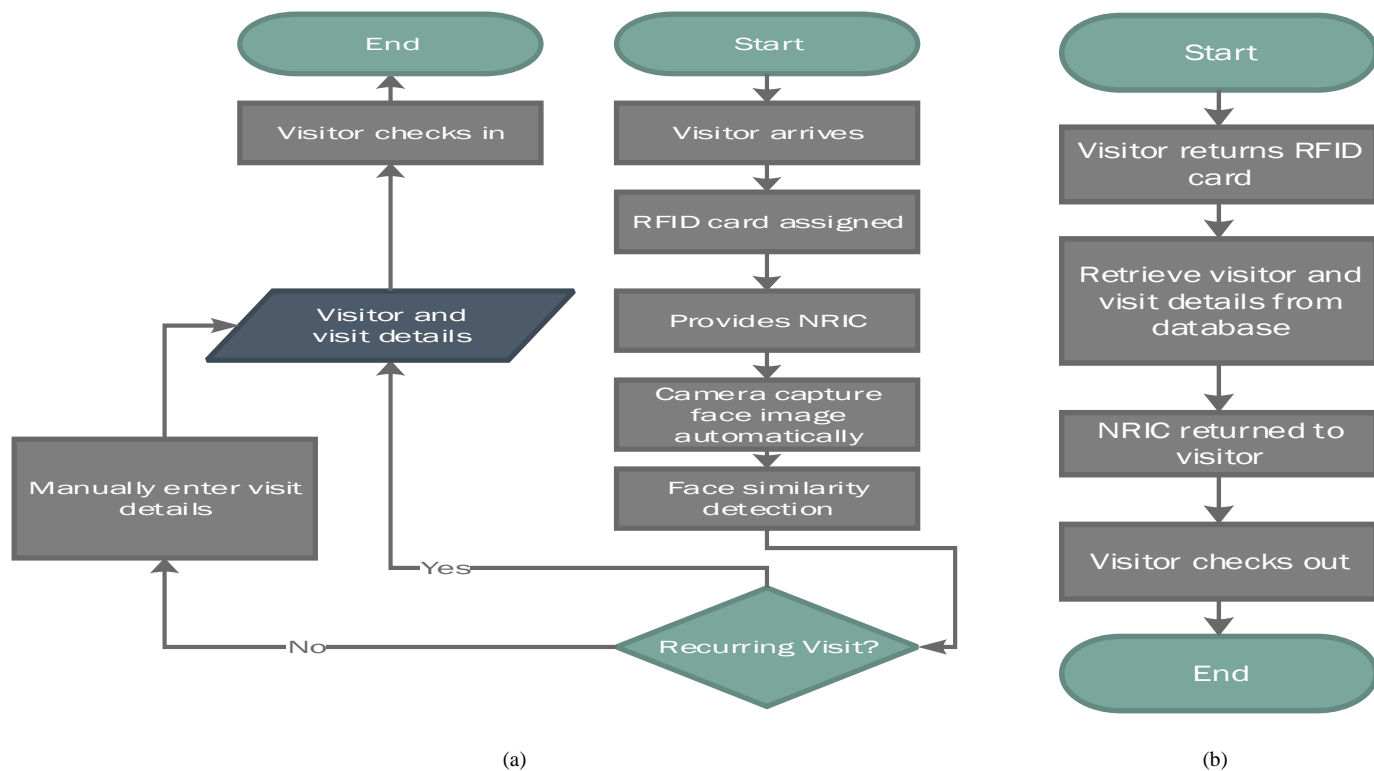 End
Visitor checks in
Visitor and
visit details
Manually enter visit
details
Start
Visitor arrives
RFID card assigned
Provides NRIC
Camera capture
face image
automatically
Face similarity
detection
Yes
No
Recurring Visit?
(a)
Start
Visitor returns RFID
card
Retrieve visitor and
visit details from
database
NRIC returned to
visitor
Visitor checks out
End
(b)